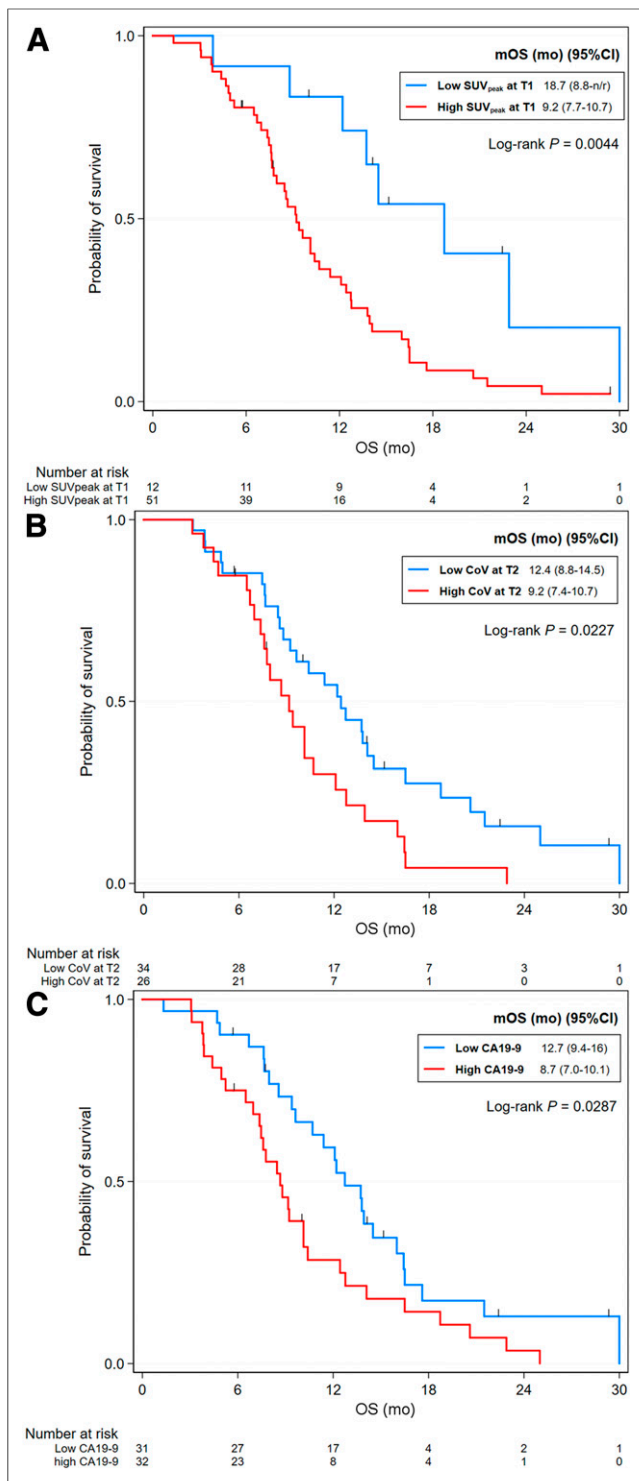 A
1.0
0.5
0.0
Probability of survival
mOS (mo) (95%CI)
Low SUVpeak at T1 18.7 (8.8-n/r)
High SUVpeak at T1 9.2 (7.7-10.7)
Log-rank P = 0.0044
0 6 12 18 24 30
OS (mo)
Number at risk
Low SUVpeak at T1 12 11 9 4 1 1
High SUVpeak at T1 51 39 16 4 2 0
B
1.0
0.5
0.0
Probability of survival
mOS (mo) (95%CI)
Low CoV at T2 12.4 (8.8-14.5)
High CoV at T2 9.2 (7.4-10.7)
Log-rank P = 0.0227
0 6 12 18 24 30
OS (mo)
Number at risk
Low CoV at T2 34 28 17 7 3 1
High CoV at T2 26 21 7 1 0 0
C
1.0
0.5
0.0
Probability of survival
mOS (mo) (95%CI)
Low CA19-9 12.7 (9.4-16)
High CA19-9 8.7 (7.0-10.1)
Log-rank P = 0.0287
0 6 12 18 24 30
OS (mo)
Number at risk
Low CA19-9 31 27 17 4 2 1
high CA19-9 32 23 8 4 1 0